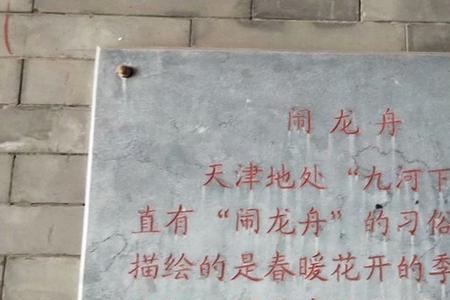 闹龙舟
天津地处“九河下
直有“闹龙舟”的习俗
描绘的是春暖花开的季